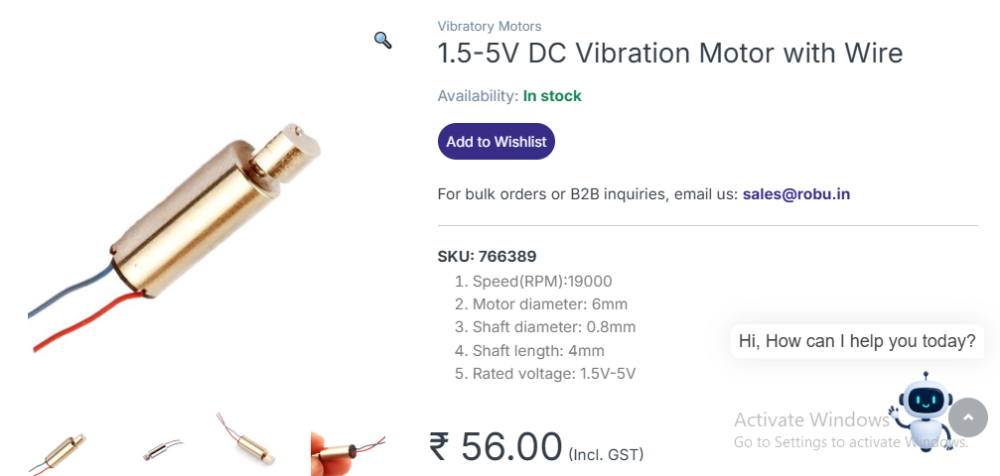 Vibratory Motors
1.5-5V DC Vibration Motor with Wire
Availability: In stock
Add to Wishlist
For bulk orders or B2B inquiries, email us: sales@robu.in
SKU: 766389
1. Speed(RPM):19000
2. Motor diameter: 6mm
3. Shaft diameter: 0.8mm
4. Shaft length: 4mm
5. Rated voltage: 1.5V-5V
Hi, How can I help you today?
Activate Windows
Go to Settings to activate Windows.
₹ 56.00 (Incl. GST)